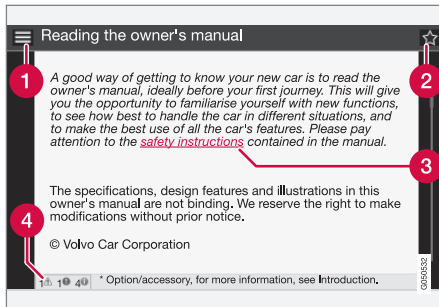 Reading the owner's manual
1
2
A good way of getting to know your new car is to read the
owner's manual, ideally before your first journey. This will give
you the opportunity to familiarise yourself with new functions,
to see how best to handle the car in different situations, and
to make the best use of all the car's features. Please pay
attention to the safety instructions contained in the manual.
3
The specifications, design features and illustrations in this
owner's manual are not binding. We reserve the right to make
modifications without prior notice.
4
© Volvo Car Corporation
1 1 4 * Option/accessory, for more information, see Introduction.
G050532